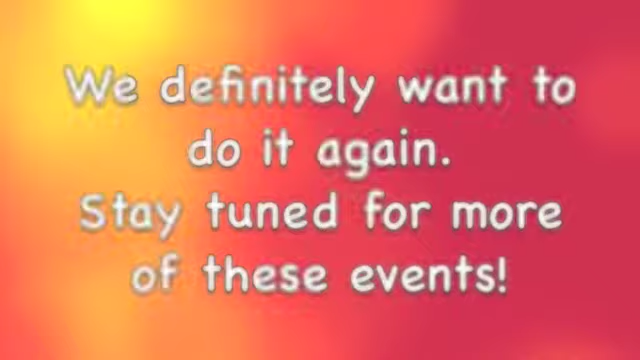 We definitely want to
do it again.
Stay tuned for more
of these events!